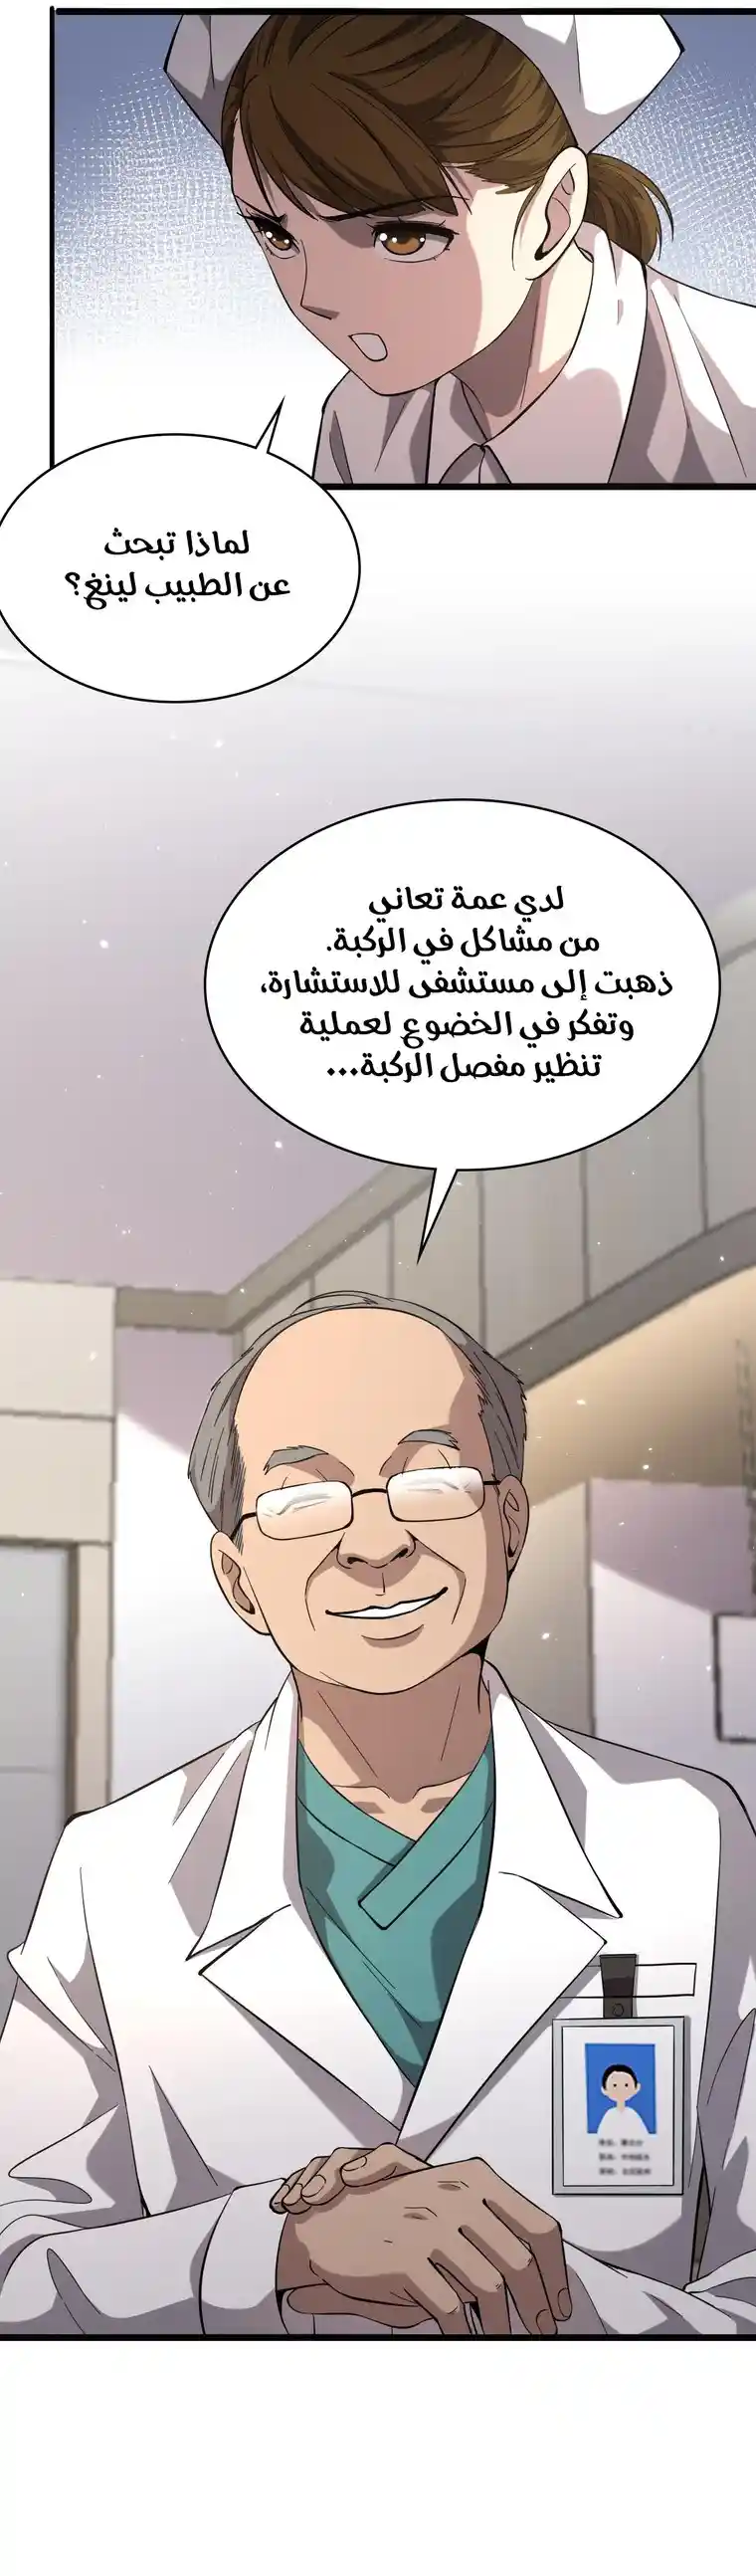 لماذا تبحث
عن الطبيب لينغ؟
لدي عمة تعاني
من مشاكل في الركبة.
ذهبت إلى مستشفى للاستشارة،
وتفكر في الخضوع لعملية
تنظير مفصل الركبة...